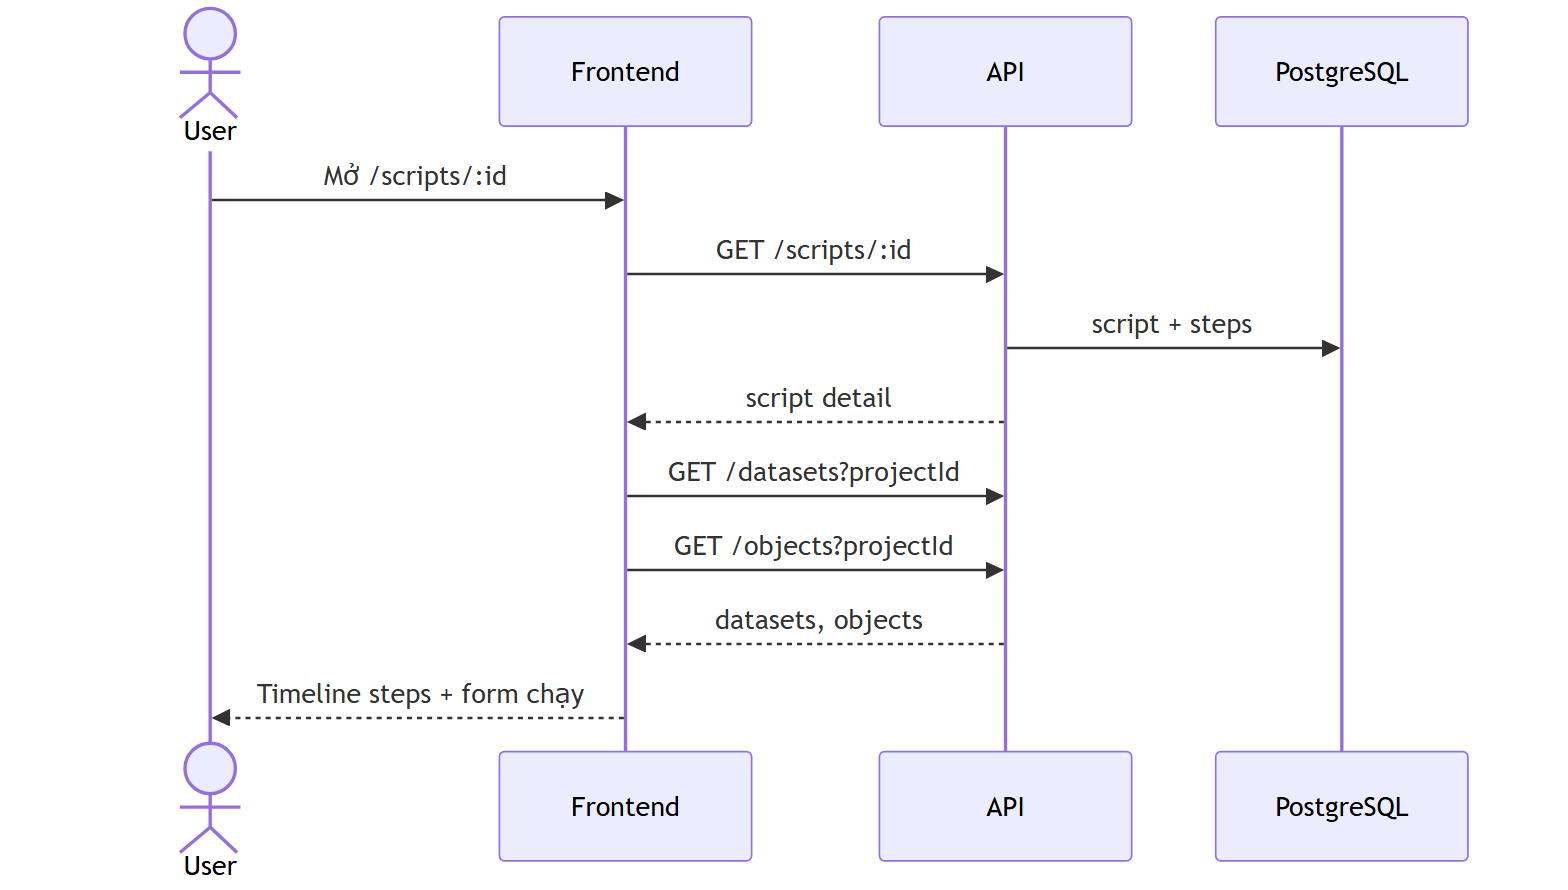 User
Frontend
API
PostgreSQL
Mở /scripts/:id
GET /scripts/:id
script + steps
script detail
GET /datasets?projectId
GET /objects?projectId
datasets, objects
Timeline steps + form chạy
User
Frontend
API
PostgreSQL